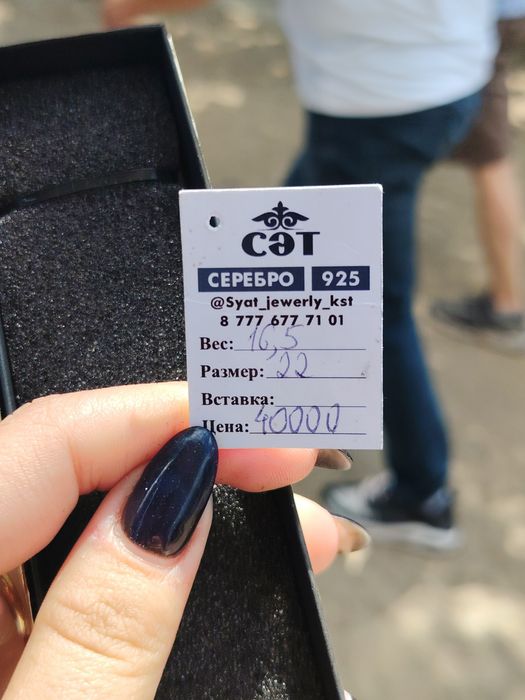 сәт
СЕРЕБРО 925
@Syat_jewerly_kst
8 777 677 71 01
Вес: 16,5
Размер: 22
Вставка:
Цена: 40000